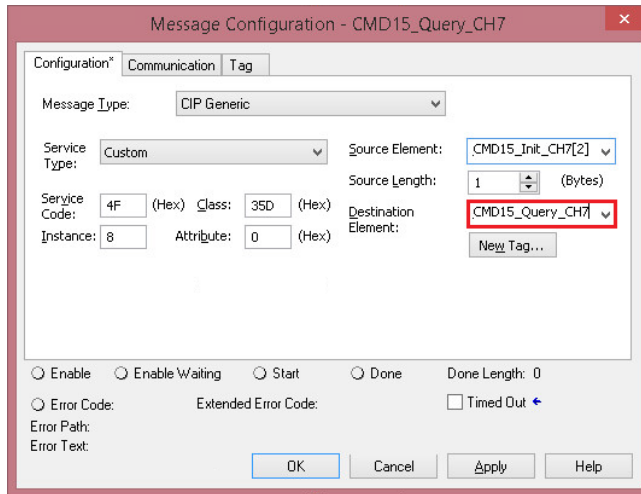 Message Configuration - CMD15_Query_CH7
Configuration* Communication Tag
Message Type: CIP Generic
Service Type: Custom
Source Element: .CMD15_Init_CH7[2]
Source Length: 1 (Bytes)
Service Code: 4F (Hex) Class: 35D (Hex)
Destination Element: .CMD15_Query_CH7
Instance: 8 Attribute: 0 (Hex)
New Tag...
Enable Enable Waiting Start Done Done Length: 0
Error Code: Extended Error Code: Timed Out
Error Path:
Error Text:
OK Cancel Apply Help